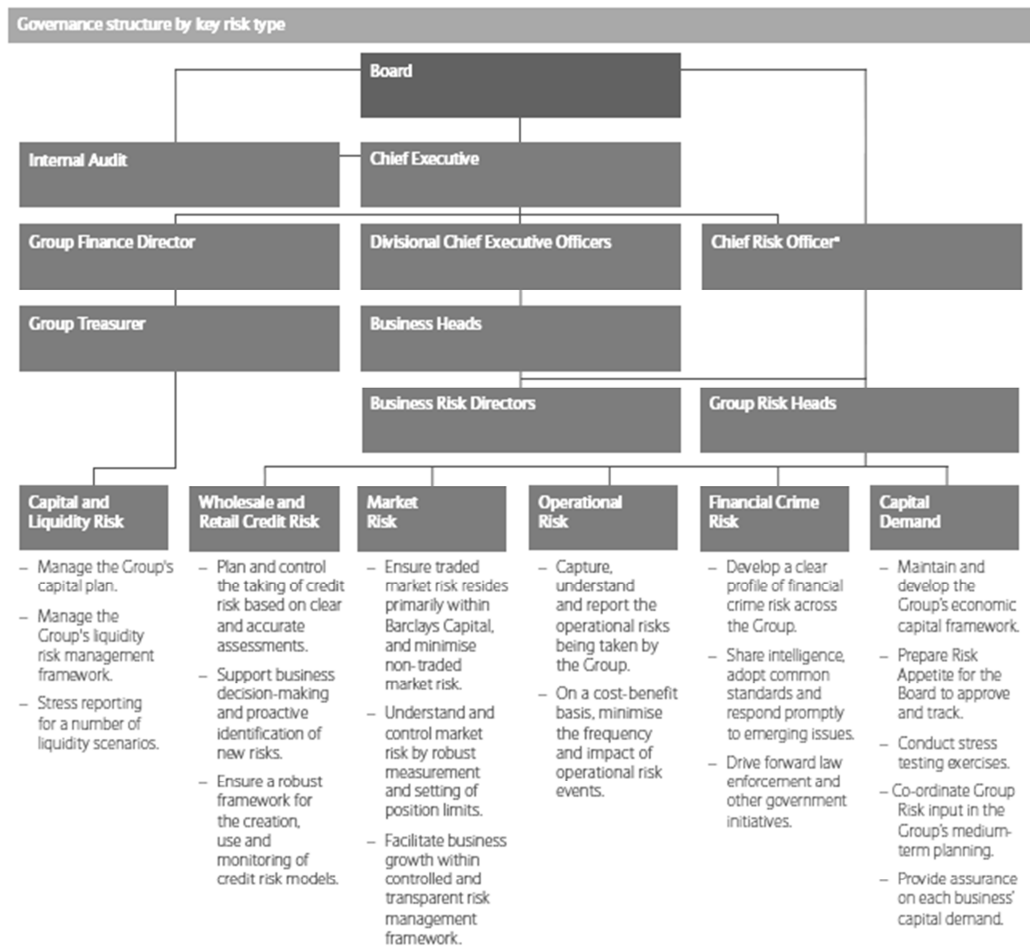 Governance structure by key risk type
Board
Internal Audit
Chief Executive
Group Finance Director
Divisional Chief Executive Officers
Chief Risk Officerª
Group Treasurer
Business Heads
Business Risk Directors
Group Risk Heads
Capital and
Liquidity Risk
– Manage the Group's
capital plan.
– Manage the
Group's liquidity
risk management
framework.
– Stress reporting
for a number of
liquidity scenarios.
Wholesale and
Retail Credit Risk
– Plan and control
the taking of credit
risk based on clear
and accurate
assessments.
– Support business
decision-making
and proactive
identification of
new risks.
– Ensure a robust
framework for
the creation,
use and
monitoring of
credit risk models.
Market
Risk
– Ensure traded
market risk resides
primarily within
Barclays Capital,
and minimise
non-traded
market risk.
– Understand and
control market
risk by robust
measurement
and setting of
position limits.
– Facilitate business
growth within
controlled and
transparent risk
management
framework.
Operational
Risk
– Capture,
understand
and report the
operational risks
being taken by
the Group.
– On a cost-benefit
basis, minimise
the frequency
and impact of
operational risk
events.
Financial Crime
Risk
– Develop a clear
profile of financial
crime risk across
the Group.
– Share intelligence,
adopt common
standards and
respond promptly
to emerging issues.
– Drive forward law
enforcement and
other government
initiatives.
Capital
Demand
– Maintain and
develop the
Group's economic
capital framework.
– Prepare Risk
Appetite for the
Board to approve
and track.
– Conduct stress
testing exercises.
– Co-ordinate Group
Risk input in the
Group's medium-
term planning.
– Provide assurance
on each business'
capital demand.